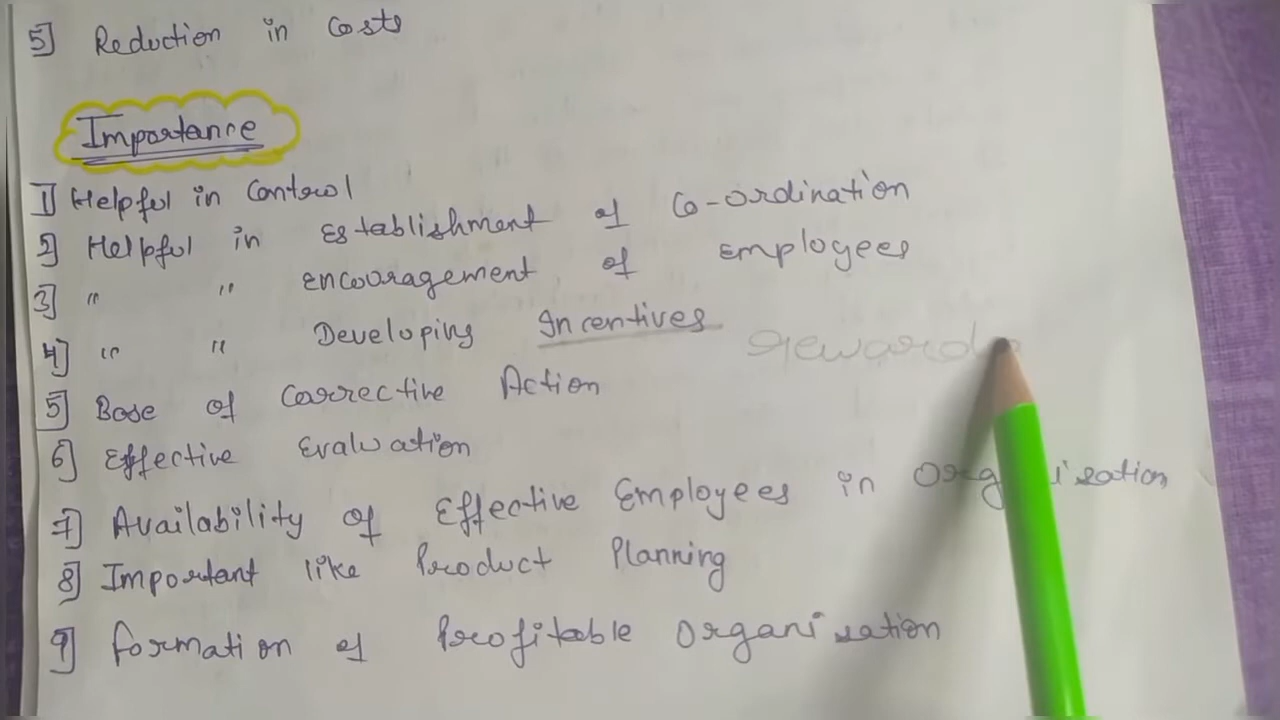 5] Reduction in Costs
Importance
1] Helpful in Control
2] Helpful in Establishment of Co-ordination
3] " " Encouragement of Employees
4] " " Developing Incentives reward
5] Base of Corrective Action
6] Effective Evaluation
7] Availability of Effective Employees in Organisation
8] Important like Product Planning
9] Formation of Profitable Organisation